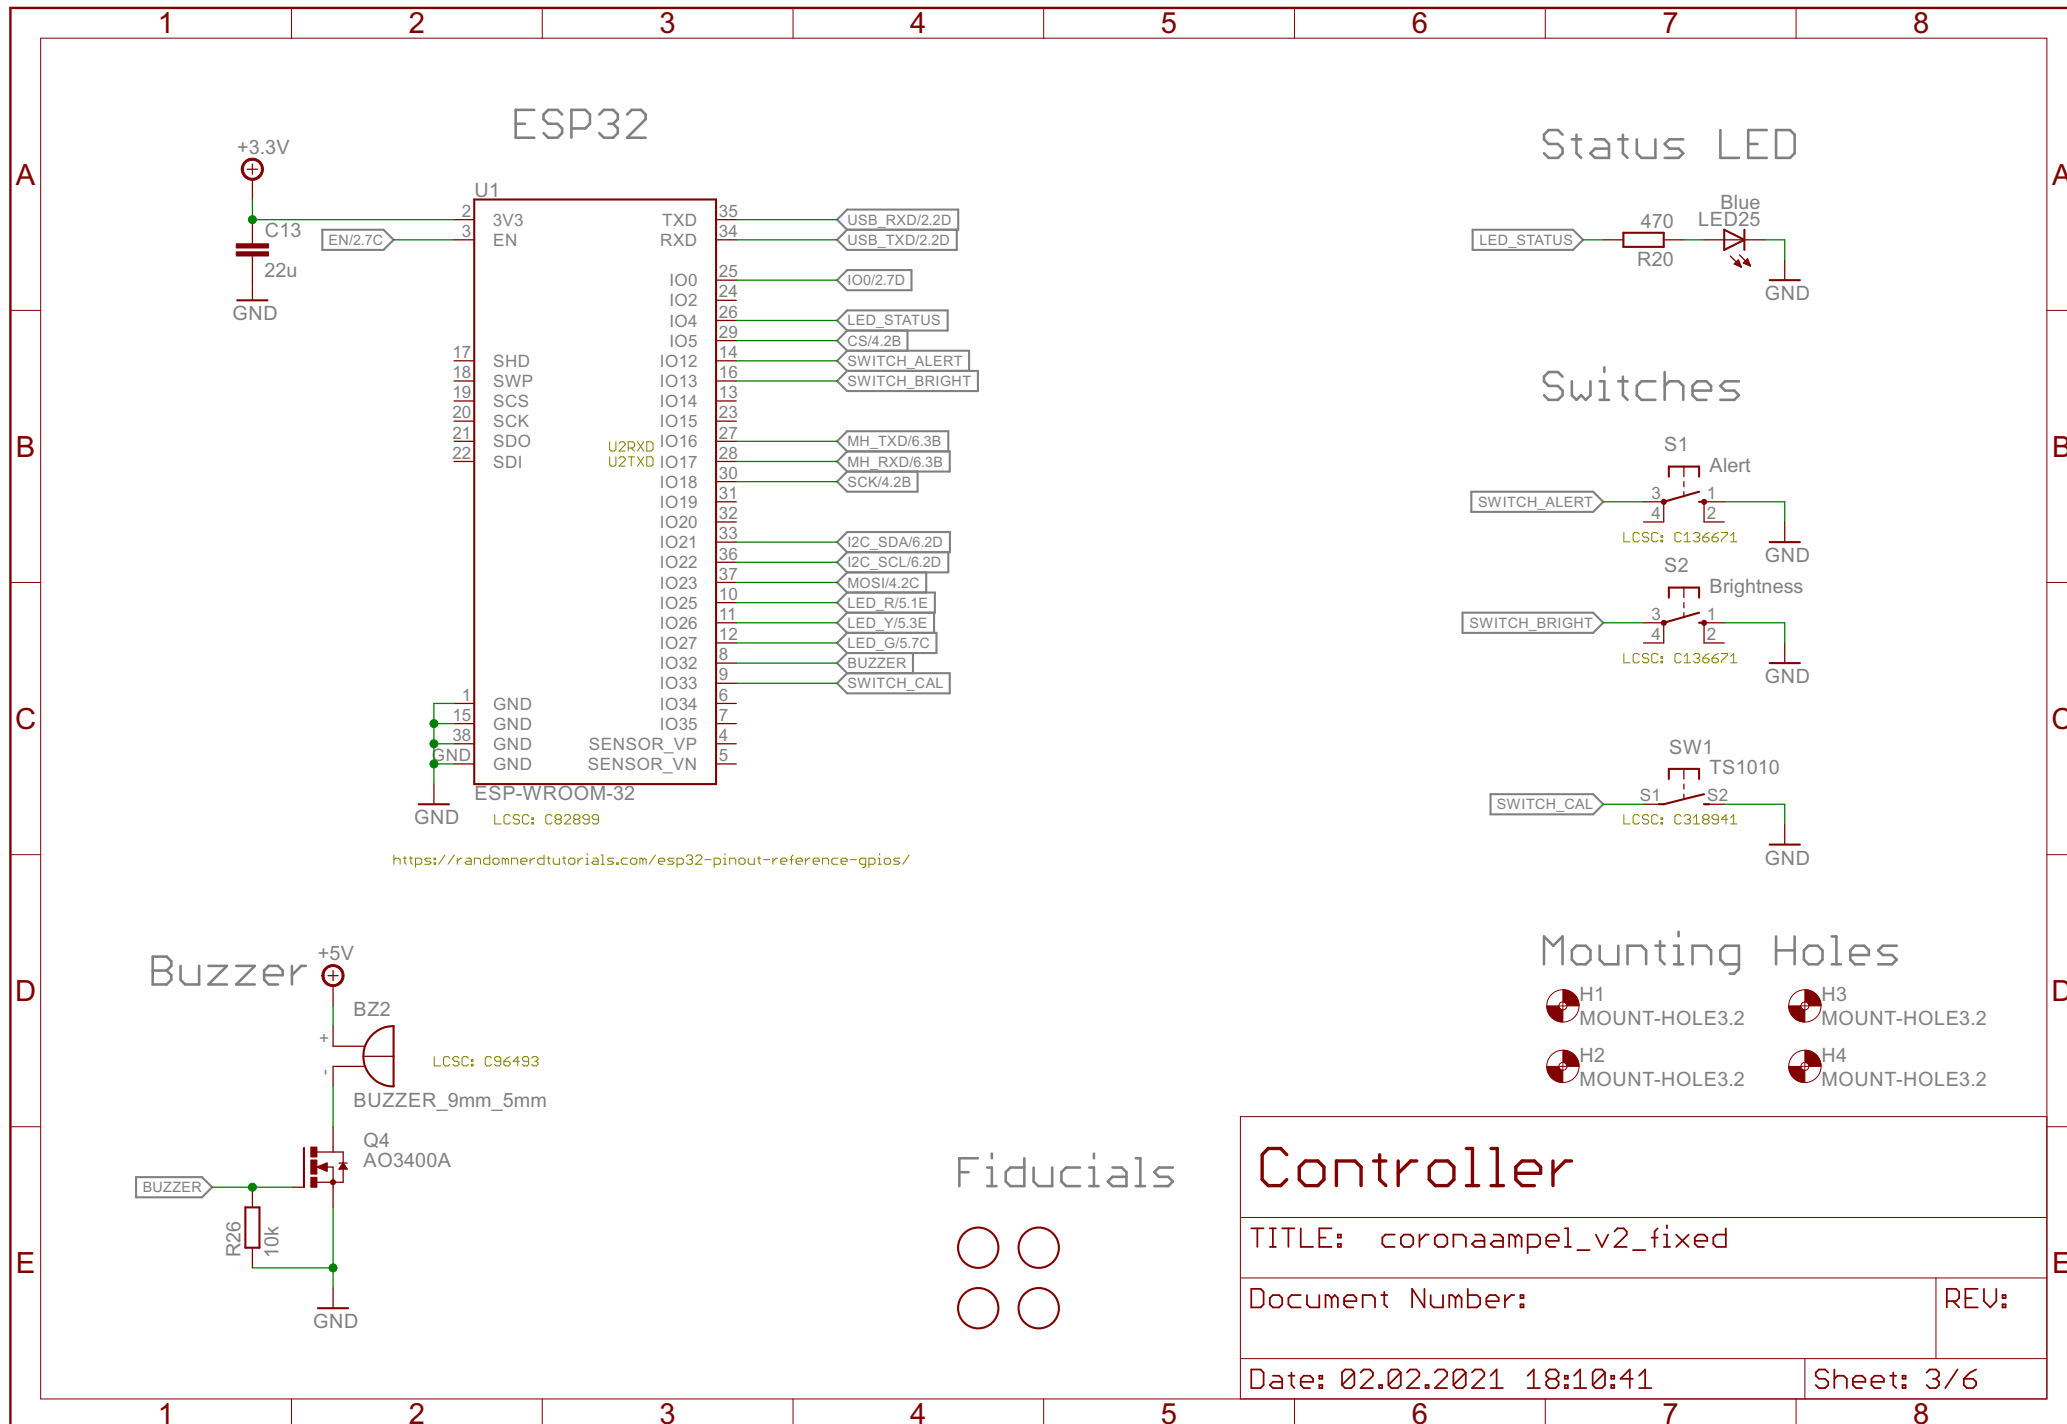 1 2 3 4 5 6 7 8
A
B
C
D
E
A
B
C
D
E
ESP32
+3.3V
C13
22u
GND
EN/2.7C
U1
2 3V3
3 EN
17 SHD
18 SWP
19 SCS
20 SCK
21 SDO
22 SDI
1 GND
15 GND
38 GND
GND GND
GND
TXD 35 USB_RXD/2.2D
RXD 34 USB_TXD/2.2D
IO0 25 IO0/2.7D
IO2 24
IO4 26 LED_STATUS
IO5 29 CS/4.2B
IO12 14 SWITCH_ALERT
IO13 16 SWITCH_BRIGHT
IO14 13
IO15 23
U2RXD IO16 27 MH_TXD/6.3B
U2TXD IO17 28 MH_RXD/6.3B
IO18 30 SCK/4.2B
IO19 31
IO20 32
IO21 33 I2C_SDA/6.2D
IO22 36 I2C_SCL/6.2D
IO23 37 MOSI/4.2C
IO25 10 LED_R/5.1E
IO26 11 LED_Y/5.3E
IO27 12 LED_G/5.7C
IO32 8 BUZZER
IO33 9 SWITCH_CAL
IO34 6
IO35 7
SENSOR_VP 4
SENSOR_VN 5
ESP-WROOM-32
LCSC: C82899
https://randomnerdtutorials.com/esp32-pinout-reference-gpios/
Status LED
Blue
470 LED25
LED_STATUS
R20
GND
Switches
S1
Alert
SWITCH_ALERT 3 1
4 2
LCSC: C136671
GND
S2
Brightness
SWITCH_BRIGHT 3 1
4 2
LCSC: C136671
GND
SW1
TS1010
SWITCH_CAL S1 S2
LCSC: C318941
GND
Buzzer
+5V
BZ2
+
-
LCSC: C96493
BUZZER_9mm_5mm
Q4
AO3400A
BUZZER
R26
10k
GND
Mounting Holes
H1
MOUNT-HOLE3.2
H3
MOUNT-HOLE3.2
H2
MOUNT-HOLE3.2
H4
MOUNT-HOLE3.2
Fiducials
Controller
TITLE: coronaampel_v2_fixed
Document Number:
REV:
Date: 02.02.2021 18:10:41
Sheet: 3/6
1 2 3 4 5 6 7 8